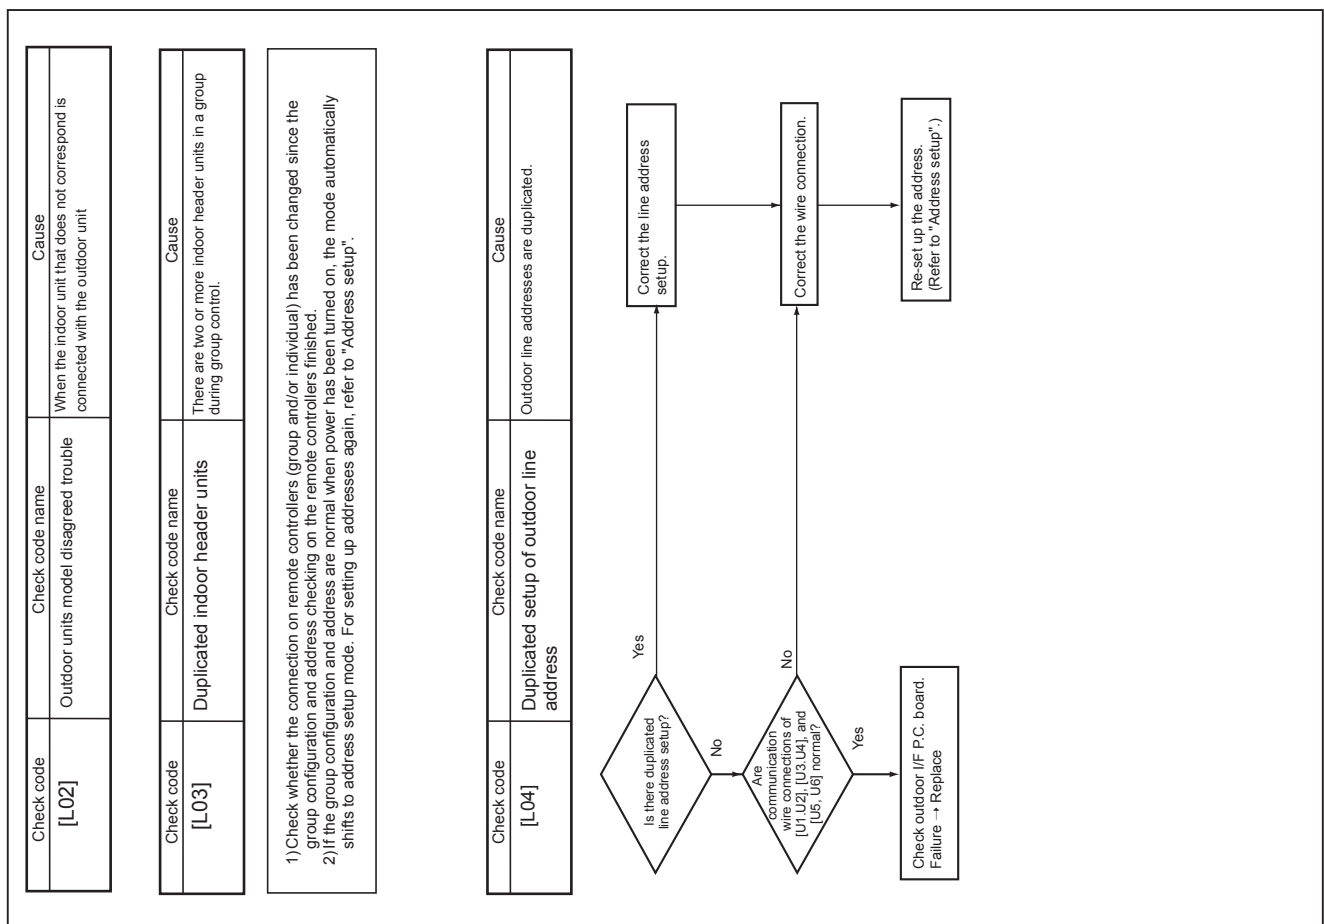 Check code
Check code name
Cause
[L02]
Outdoor units model disagreed trouble
When the indoor unit that does not correspond is
connected with the outdoor unit
Check code
Check code name
Cause
[L03]
Duplicated indoor header units
There are two or more indoor header units in a group
during group control.
1)Check whether the connection on remote controllers (group and/or individual) has been changed since the
group configuration and address checking on the remote controllers finished.
2)If the group configuration and address are normal when power has been turned on, the mode automatically
shifts to address setup mode. For setting up addresses again, refer to "Address setup".
Check code
Check code name
Cause
[L04]
Duplicated setup of outdoor line
address
Outdoor line addresses are duplicated.
Is there duplicated
line address setup?
Yes
Correct the line address
setup.
No
Are
communication
wire connections of
[U1.U2], [U3.U4], and
[U5, U6] normal?
No
Correct the wire connection.
Yes
Check outdoor I/F P.C. board.
Failure → Replace
Re-set up the address.
(Refer to "Address setup".)